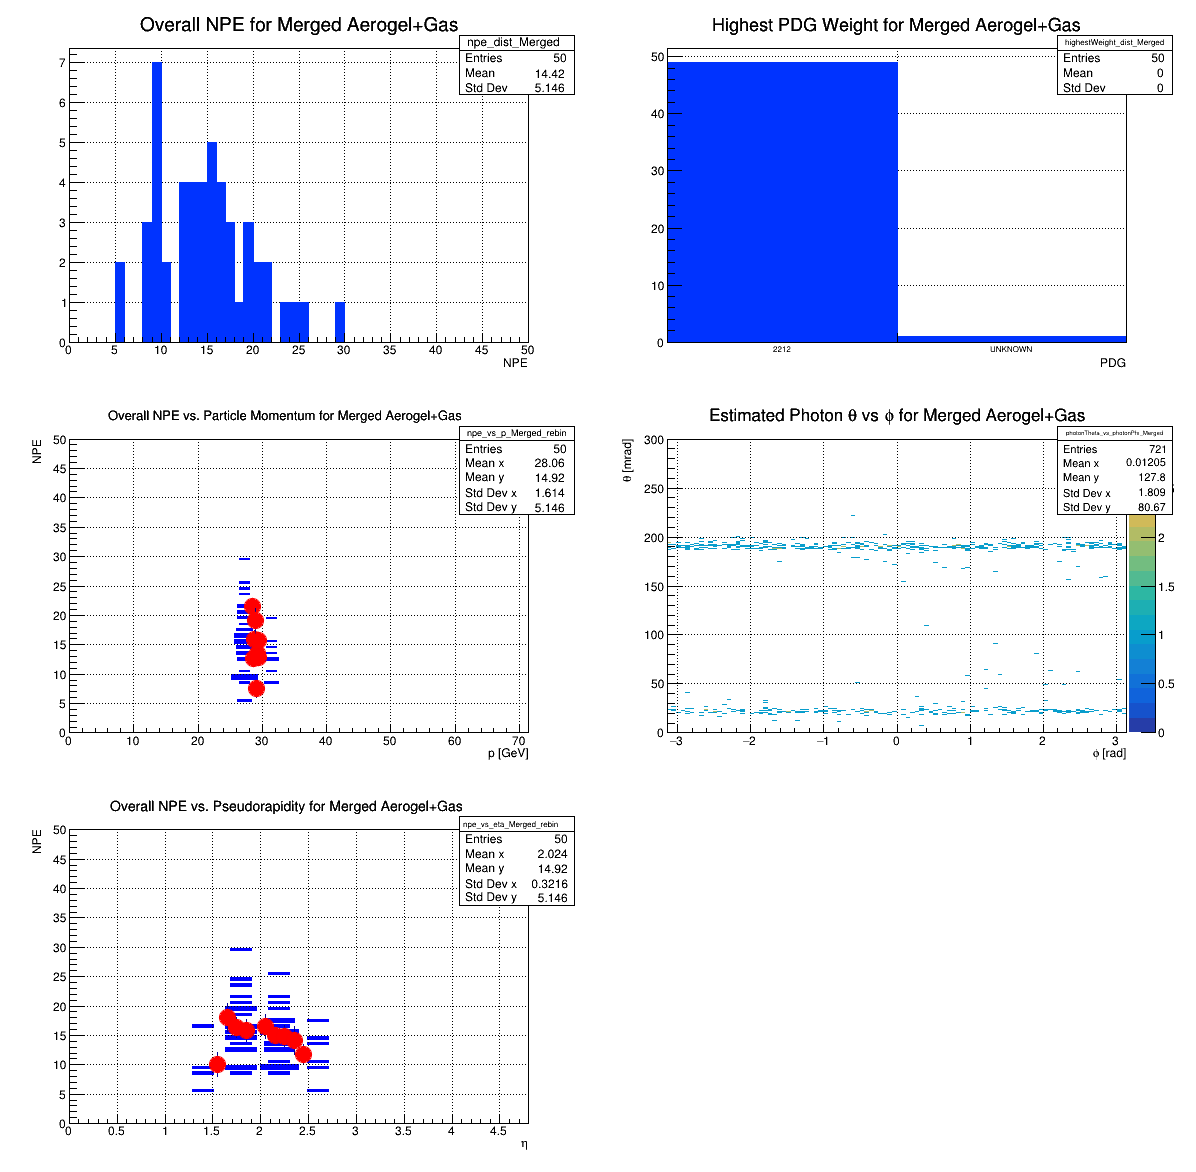 Overall NPE for Merged Aerogel+Gas
npe_dist_Merged
Entries 50
Mean 14.42
Std Dev 5.146
7
6
5
4
3
2
1
0
0 5 10 15 20 25 30 35 40 45 50
NPE
Highest PDG Weight for Merged Aerogel+Gas
highestWeight_dist_Merged
Entries 50
Mean 0
Std Dev 0
50
40
30
20
10
0
2212 UNKNOWN
PDG
Overall NPE vs. Particle Momentum for Merged Aerogel+Gas
NPE
npe_vs_p_Merged_rebin
Entries 50
Mean x 28.06
Mean y 14.92
Std Dev x 1.614
Std Dev y 5.146
50
45
40
35
30
25
20
15
10
5
0
0 10 20 30 40 50 60 70
p [GeV]
Estimated Photon θ vs ϕ for Merged Aerogel+Gas
θ [mrad]
photonTheta_vs_photonPhi_Merged
Entries 721
Mean x 0.01205
Mean y 127.8
Std Dev x 1.809
Std Dev y 80.67
300
250
200
150
100
50
0
−3 −2 −1 0 1 2 3
ϕ [rad]
2
1.5
1
0.5
0
Overall NPE vs. Pseudorapidity for Merged Aerogel+Gas
NPE
npe_vs_eta_Merged_rebin
Entries 50
Mean x 2.024
Mean y 14.92
Std Dev x 0.3216
Std Dev y 5.146
50
45
40
35
30
25
20
15
10
5
0
0 0.5 1 1.5 2 2.5 3 3.5 4 4.5
η